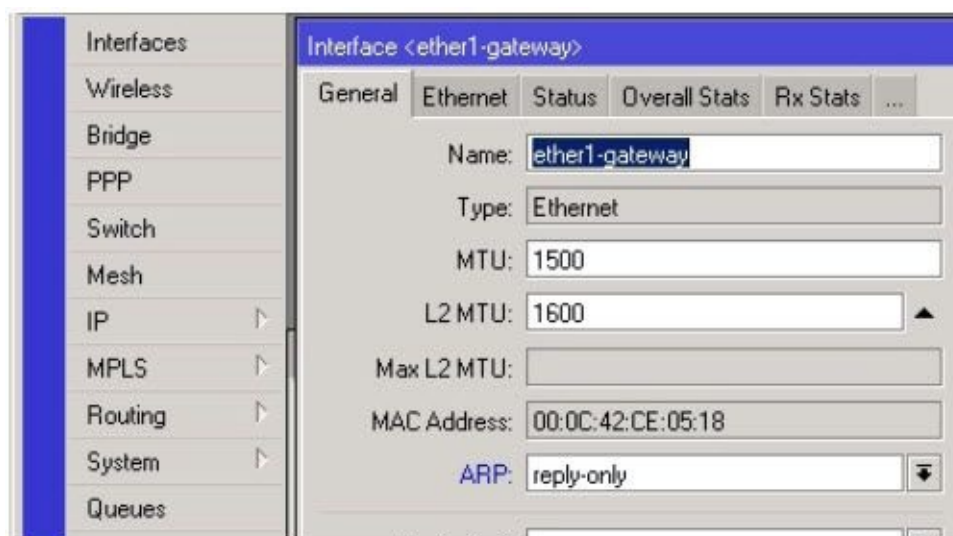 Interfaces
Wireless
Bridge
PPP
Switch
Mesh
IP
MPLS
Routing
System
Queues
Interface <ether1-gateway>
General Ethernet Status Overall Stats Rx Stats ...
Name: ether1-gateway
Type: Ethernet
MTU: 1500
L2 MTU: 1600
Max L2 MTU:
MAC Address: 00:0C:42:CE:05:18
ARP: reply-only